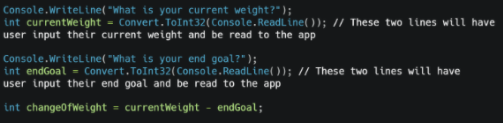 Console.WriteLine("What is your current weight?");
int currentWeight = Convert.ToInt32(Console.ReadLine()); // These two lines will have
user input their current weight and be read to the app
Console.WriteLine("What is your end goal?");
int endGoal = Convert.ToInt32(Console.ReadLine()); // These two lines will have
user input their end goal and be read to the app
int changeOfWeight = currentWeight - endGoal;